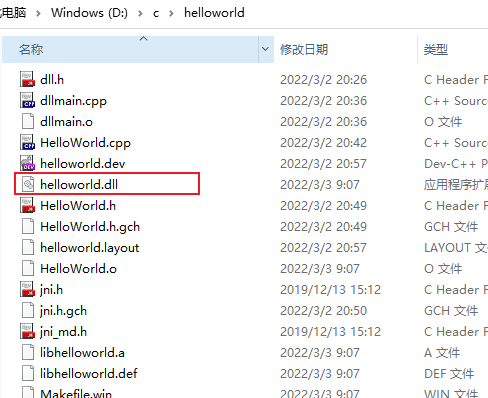 电脑 > Windows (D:) > c > helloworld
名称 修改日期 类型
dll.h 2022/3/2 20:26 C Header F
dllmain.cpp 2022/3/2 20:36 C++ Sourc
dllmain.o 2022/3/2 20:36 O 文件
HelloWorld.cpp 2022/3/2 20:42 C++ Sourc
helloworld.dev 2022/3/2 20:57 Dev-C++ P
helloworld.dll 2022/3/3 9:07 应用程序扩
HelloWorld.h 2022/3/2 20:49 C Header F
HelloWorld.h.gch 2022/3/2 20:49 GCH 文件
helloworld.layout 2022/3/2 20:57 LAYOUT 文
HelloWorld.o 2022/3/3 9:07 O 文件
jni.h 2019/12/13 15:12 C Header F
jni.h.gch 2022/3/2 20:50 GCH 文件
jni_md.h 2019/12/13 15:12 C Header F
libhelloworld.a 2022/3/3 9:07 A 文件
libhelloworld.def 2022/3/3 9:07 DEF 文件
Makefile.win 2022/3/3 9:07 WIN 文件